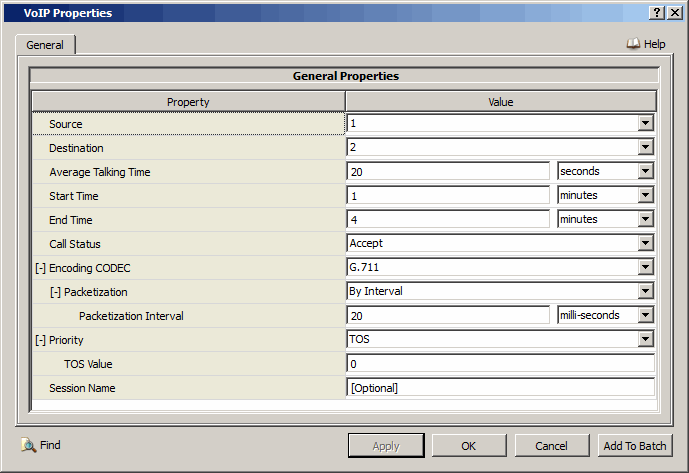 VoIP Properties
General
Help
General Properties
Property Value
Source 1
Destination 2
Average Talking Time 20 seconds
Start Time 1 minutes
End Time 4 minutes
Call Status Accept
[-] Encoding CODEC G.711
[-] Packetization By Interval
Packetization Interval 20 milli-seconds
[-] Priority TOS
TOS Value 0
Session Name [Optional]
Find Apply OK Cancel Add To Batch